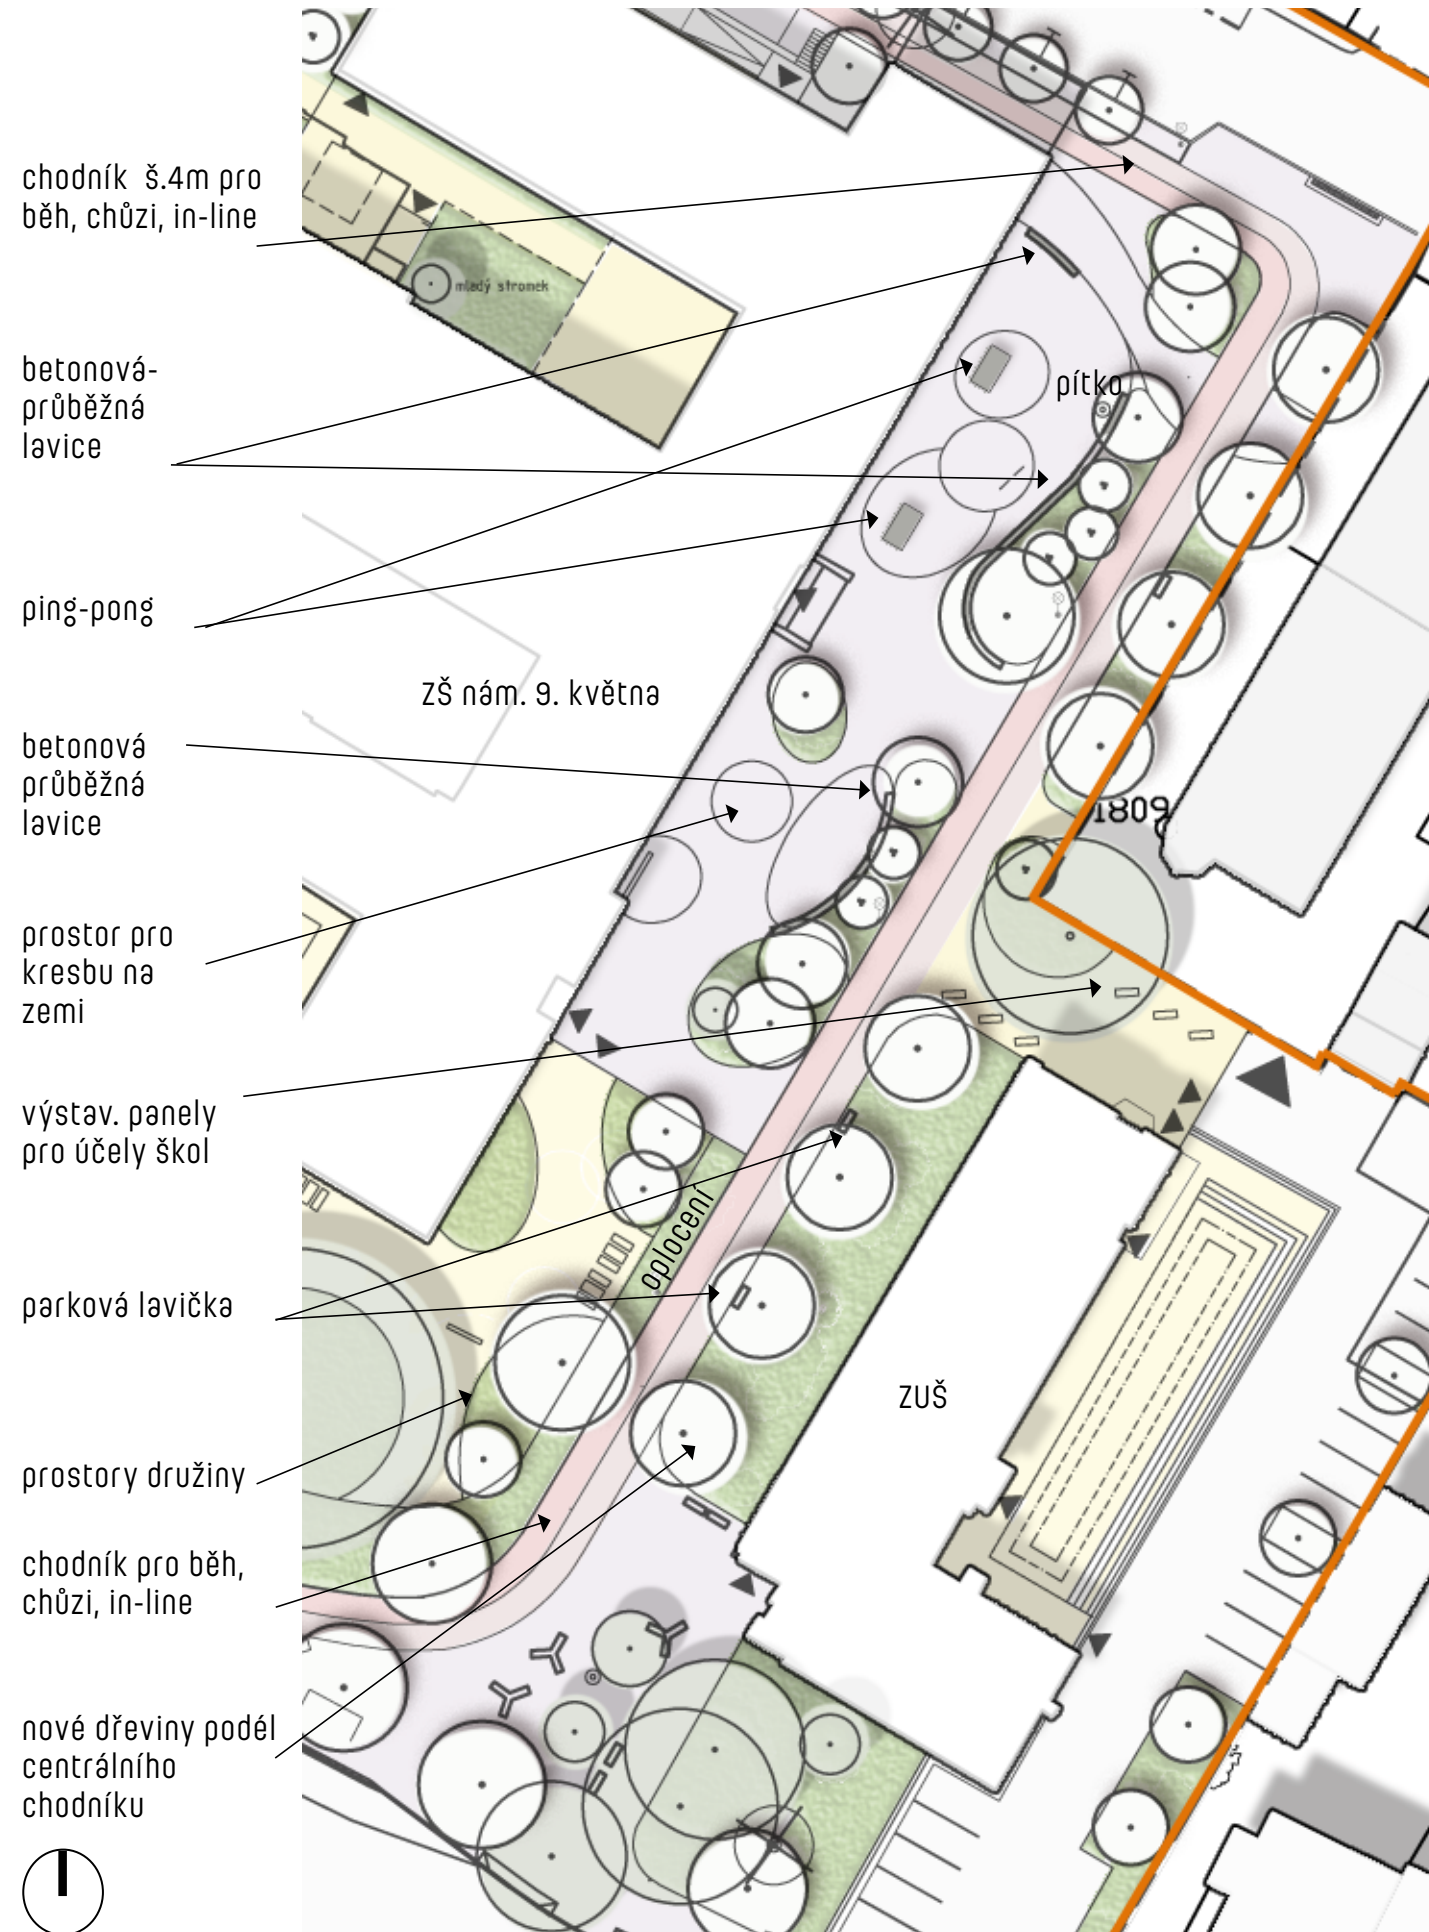 chodník š.4m pro
běh, chůzi, in-line
mladý stromek
betonová-
průběžná
lavice
pítko
ping-pong
ZŠ nám. 9. května
betonová
průběžná
lavice
1809
prostor pro
kresbu na
zemi
výstav. panely
pro účely škol
oplocení
parková lavička
ZUŠ
prostory družiny
chodník pro běh,
chůzi, in-line
nové dřeviny podél
centrálního
chodníku